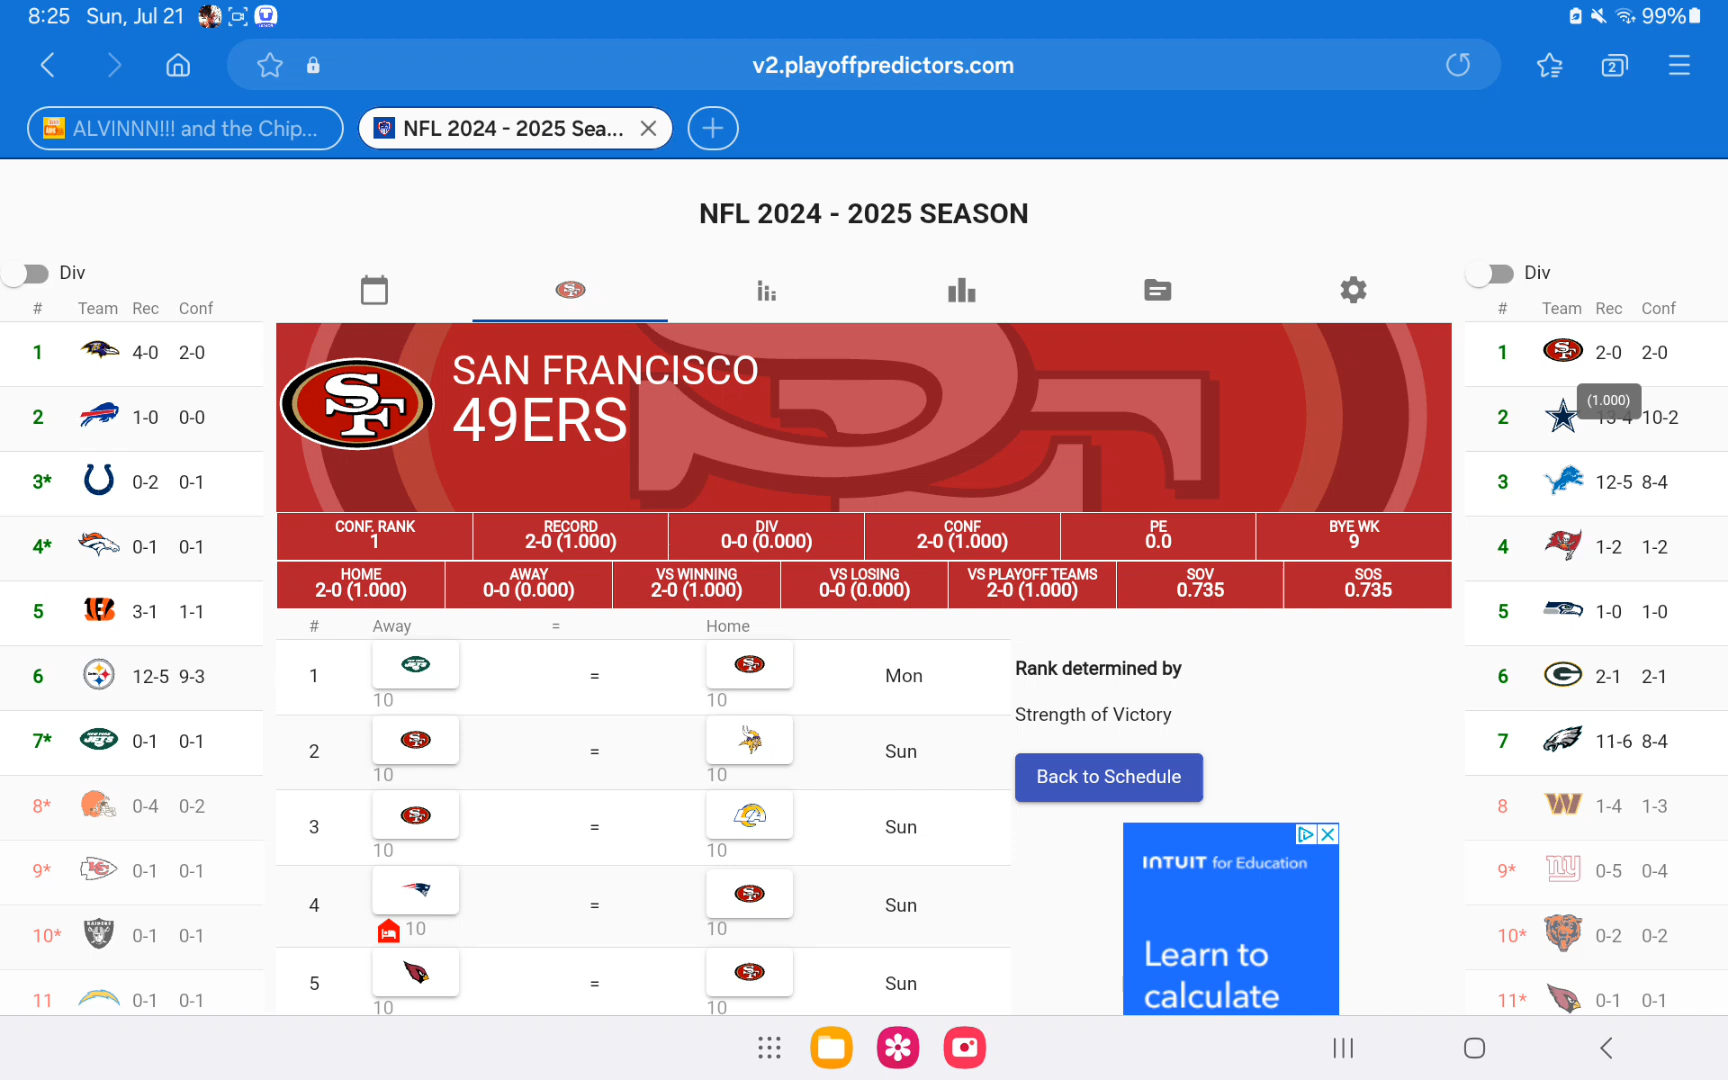 8:25 Sun, Jul 21
99%
v2.playoffpredictors.com
2
ALVINNN!!! and the Chip...
NFL 2024 - 2025 Sea...
NFL 2024 - 2025 SEASON
Div
# Team Rec Conf
1 4-0 2-0
2 1-0 0-0
3* 0-2 0-1
4* 0-1 0-1
5 3-1 1-1
6 12-5 9-3
7* 0-1 0-1
8* 0-4 0-2
9* 0-1 0-1
10* 0-1 0-1
11 0-1 0-1
SAN FRANCISCO
49ERS
CONF. RANK RECORD DIV CONF PE BYE WK
1 2-0 (1.000) 0-0 (0.000) 2-0 (1.000) 0.0 9
HOME AWAY VS WINNING VS LOSING VS PLAYOFF TEAMS SOV SOS
2-0 (1.000) 0-0 (0.000) 2-0 (1.000) 0-0 (0.000) 2-0 (1.000) 0.735 0.735
# Away = Home
1 = Mon
10 10
2 = Sun
10 10
3 = Sun
10 10
4 = Sun
10 10
5 = Sun
10 10
Rank determined by
Strength of Victory
Back to Schedule
INTUIT for Education
Learn to
calculate
Div
# Team Rec Conf
1 2-0 2-0
(1.000)
2 13-4 10-2
3 12-5 8-4
4 1-2 1-2
5 1-0 1-0
6 2-1 2-1
7 11-6 8-4
8 1-4 1-3
9* 0-5 0-4
10* 0-2 0-2
11* 0-1 0-1